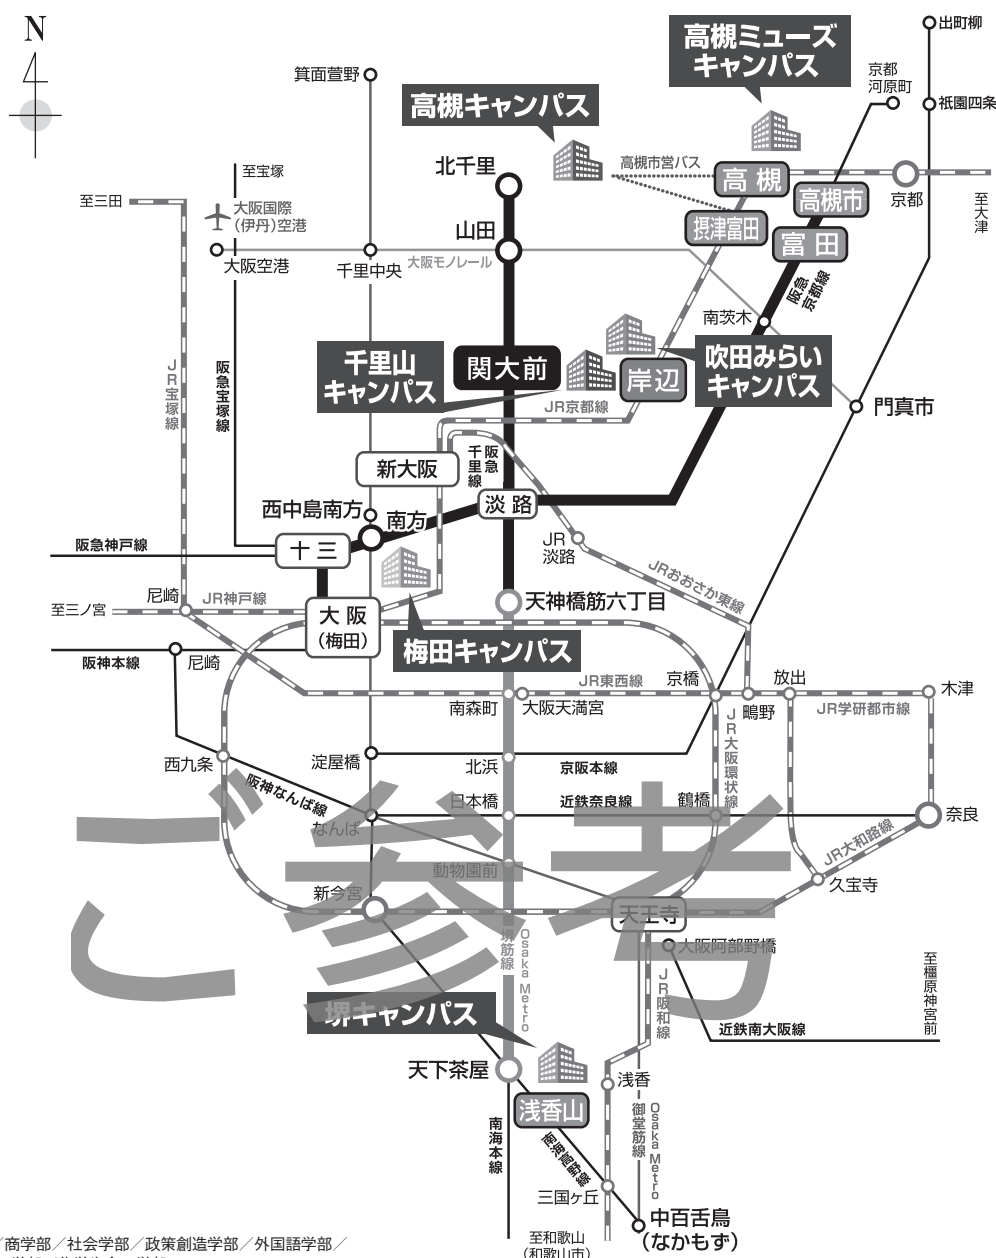 N
出町柳
高槻ミューズ
キャンパス
京都
河原町
箕面萱野
祇園四条
高槻キャンパス
北千里
高槻市営バス
至宝塚
高槻
京都
至三田
大阪国際
(伊丹)空港
高槻市
至大津
摂津富田
山田
富田
大阪空港
千里中央
大阪モノレール
阪急
京都線
南茨木
千里山
キャンパス
関大前
吹田みらい
キャンパス
岸辺
JR宝塚線
阪急宝塚線
JR京都線
門真市
新大阪
阪急
千里線
西中島南方
南方
淡路
阪急神戸線
十三
JR
淡路
JRおおさか東線
尼崎
JR神戸線
至三ノ宮
大阪
(梅田)
天神橋筋六丁目
梅田キャンパス
阪神本線
尼崎
JR東西線
京橋
放出
木津
南森町
大阪天満宮
鴫野
JR学研都市線
JR大阪環状線
西九条
淀屋橋
北浜
京阪本線
阪神なんば線
日本橋
近鉄奈良線
鶴橋
なんば
奈良
JR大和路線
動物園前
新今宮
久宝寺
天王寺
堺筋線
Osaka Metro
大阪阿部野橋
JR阪和線
至橿原神宮前
ご参考
堺キャンパス
近鉄南大阪線
天下茶屋
浅香
浅香山
南海本線
南海高野線
御堂筋線
Osaka Metro
三国ヶ丘
中百舌鳥
(なかもず)
至和歌山
(和歌山市)
/商学部/社会学部/政策創造学部/外国語学部/